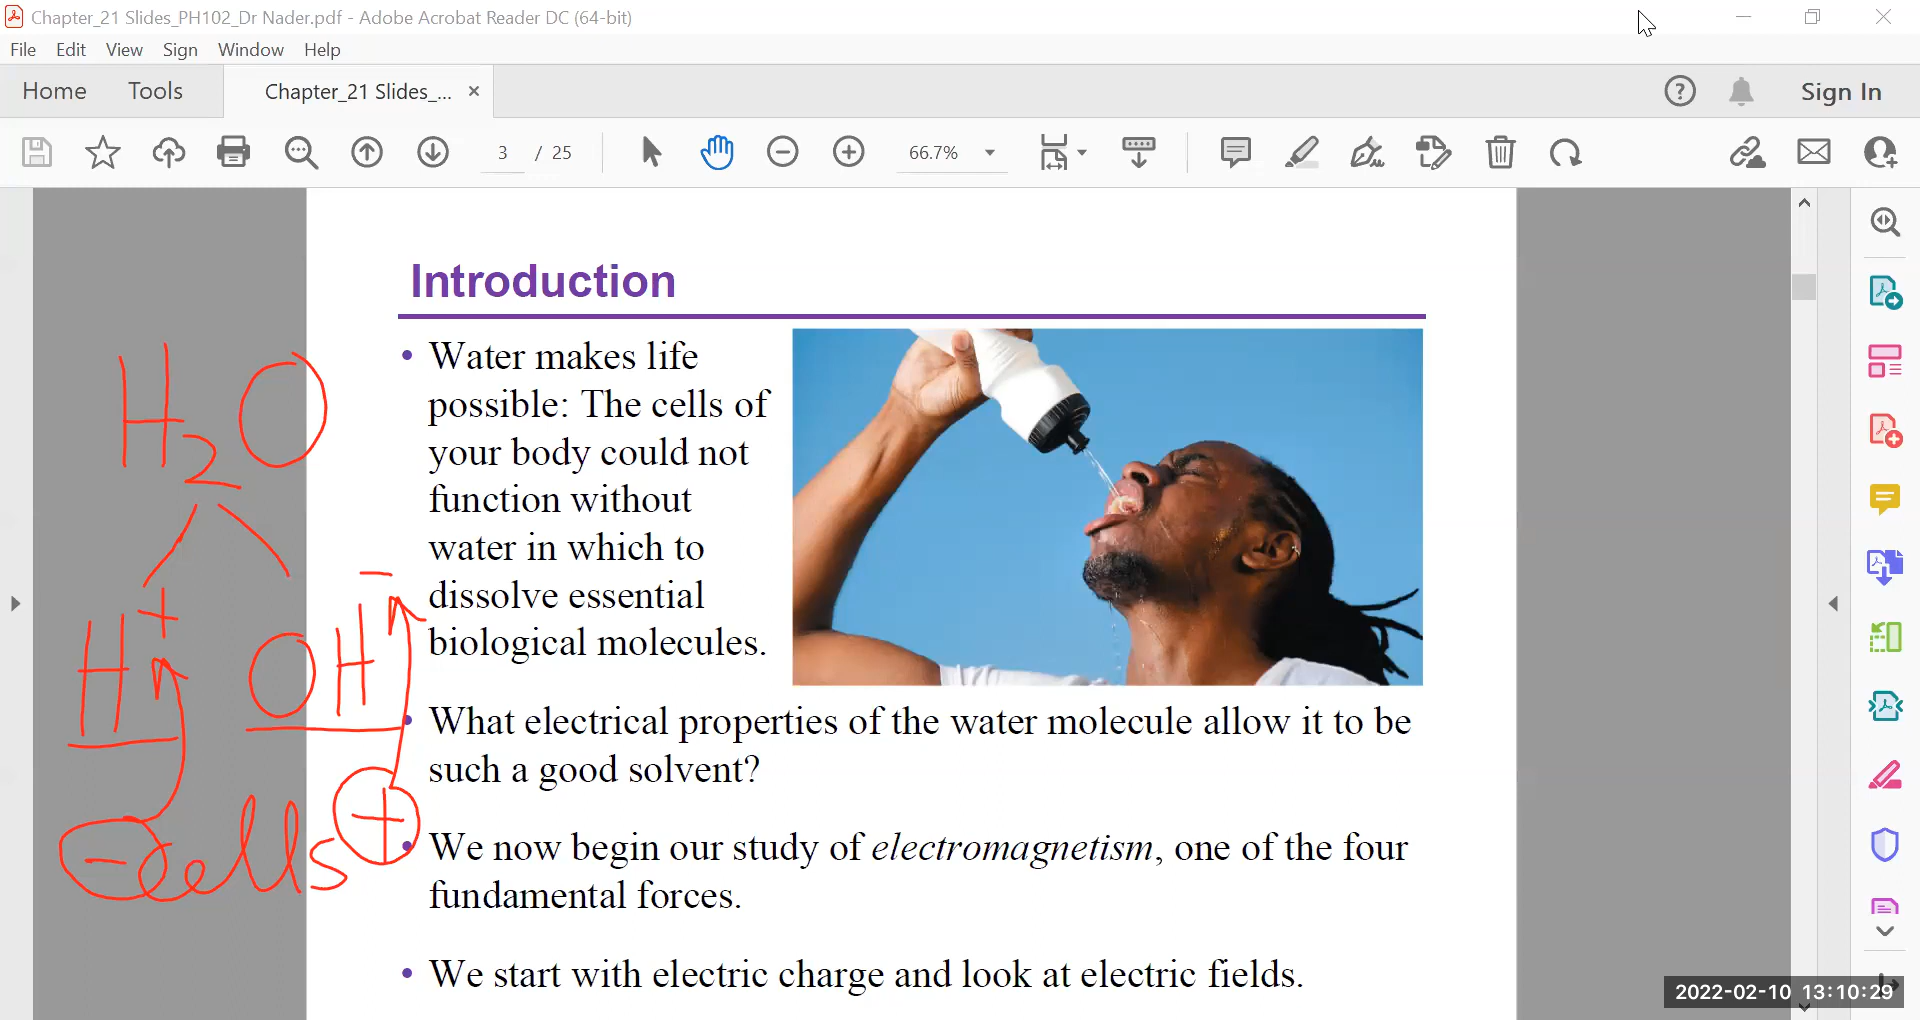 Chapter_21 Slides_PH102_Dr Nader.pdf - Adobe Acrobat Reader DC (64-bit)
File Edit View Sign Window Help
Home Tools Chapter_21 Slides_... × Sign In
3 / 25 66.7%
Introduction
• Water makes life
possible: The cells of
your body could not
function without
water in which to
dissolve essential
biological molecules.
• What electrical properties of the water molecule allow it to be
such a good solvent?
• We now begin our study of electromagnetism, one of the four
fundamental forces.
• We start with electric charge and look at electric fields.
H2O
H+ OH-
- cells +
2022-02-10 13:10:29